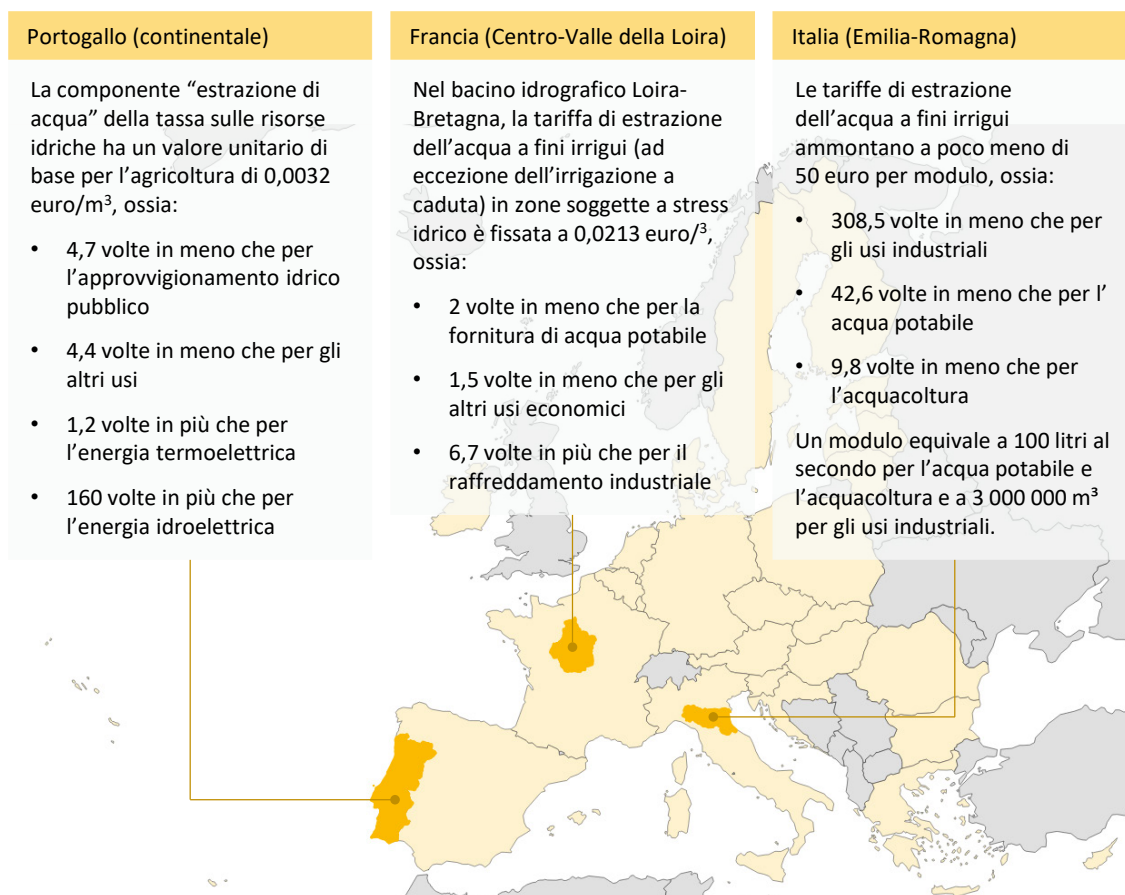 Portogallo (continentale)
La componente “estrazione di
acqua” della tassa sulle risorse
idriche ha un valore unitario di
base per l’agricoltura di 0,0032
euro/m³, ossia:
• 4,7 volte in meno che per
l’approvvigionamento idrico
pubblico
• 4,4 volte in meno che per gli
altri usi
• 1,2 volte in più che per
l’energia termoelettrica
• 160 volte in più che per
l’energia idroelettrica
Francia (Centro-Valle della Loira)
Nel bacino idrografico Loira-
Bretagna, la tariffa di estrazione
dell’acqua a fini irrigui (ad
eccezione dell’irrigazione a
caduta) in zone soggette a stress
idrico è fissata a 0,0213 euro/³,
ossia:
• 2 volte in meno che per la
fornitura di acqua potabile
• 1,5 volte in meno che per gli
altri usi economici
• 6,7 volte in più che per il
raffreddamento industriale
Italia (Emilia-Romagna)
Le tariffe di estrazione
dell’acqua a fini irrigui
ammontano a poco meno di
50 euro per modulo, ossia:
• 308,5 volte in meno che per
gli usi industriali
• 42,6 volte in meno che per l’
acqua potabile
• 9,8 volte in meno che per
l’acquacoltura
Un modulo equivale a 100 litri al
secondo per l’acqua potabile e
l’acquacoltura e a 3 000 000 m³
per gli usi industriali.